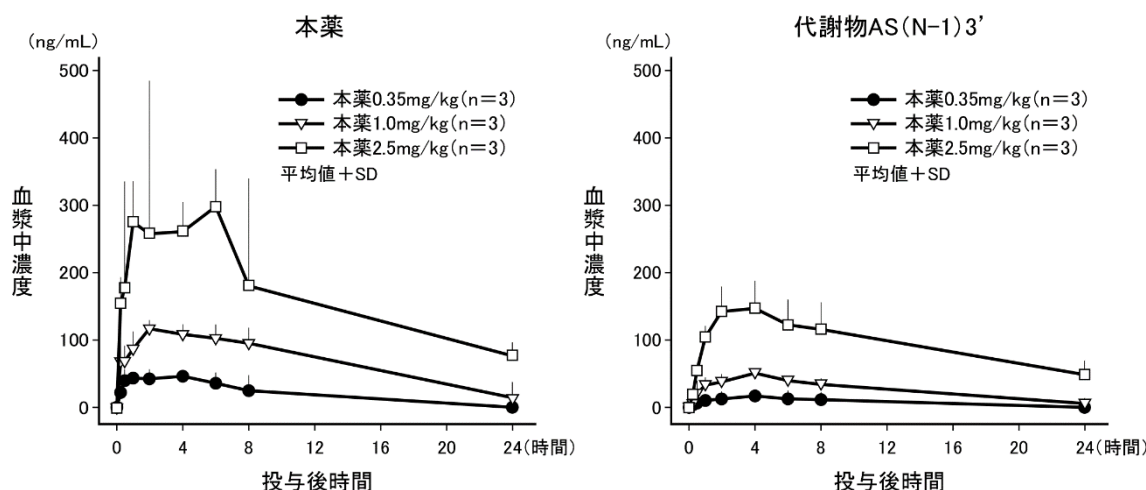 本薬
(ng/mL)
500
400
300
200
100
0
血漿中濃度
本薬0.35mg/kg(n=3)
本薬1.0mg/kg(n=3)
本薬2.5mg/kg(n=3)
平均値+SD
0 4 8 12 16 20 24(時間)
投与後時間
代謝物AS(N-1)3'
(ng/mL)
500
400
300
200
100
0
血漿中濃度
本薬0.35mg/kg(n=3)
本薬1.0mg/kg(n=3)
本薬2.5mg/kg(n=3)
平均値+SD
0 4 8 12 16 20 24(時間)
投与後時間